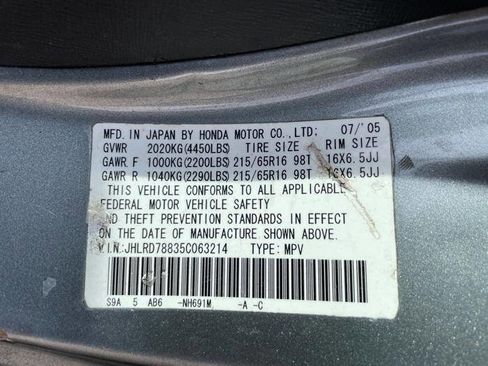 MFD. IN JAPAN BY HONDA MOTOR CO.,LTD: 07/'05
GVWR 2020KG(4450LBS) TIRE SIZE RIM SIZE
GAWR F 1000KG(2200LBS) 215/65R16 98T 16X6.5JJ
GAWR R 1040KG(2290LBS) 215/65R16 98T 16X6.5JJ
THIS VEHICLE CONFORMS TO ALL APPLICABLE
FEDERAL MOTOR VEHICLE SAFETY
AND THEFT PREVENTION STANDARDS IN EFFECT
ON THE DATE OF MANUFACTURE SHOWN ABOVE.
V.I.N.:JHLRD78835C063214 TYPE: MPV
S9A 5 AB6 -NH691M, -A -C